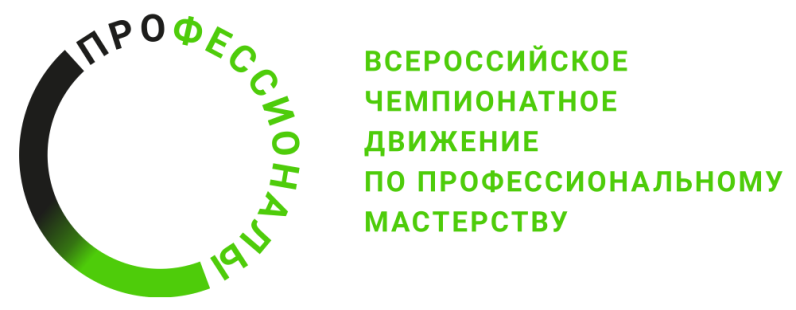 ПРОФЕССИОНАЛЫ
ВСЕРОССИЙСКОЕ
ЧЕМПИОНАТНОЕ
ДВИЖЕНИЕ
ПО ПРОФЕССИОНАЛЬНОМУ
МАСТЕРСТВУ